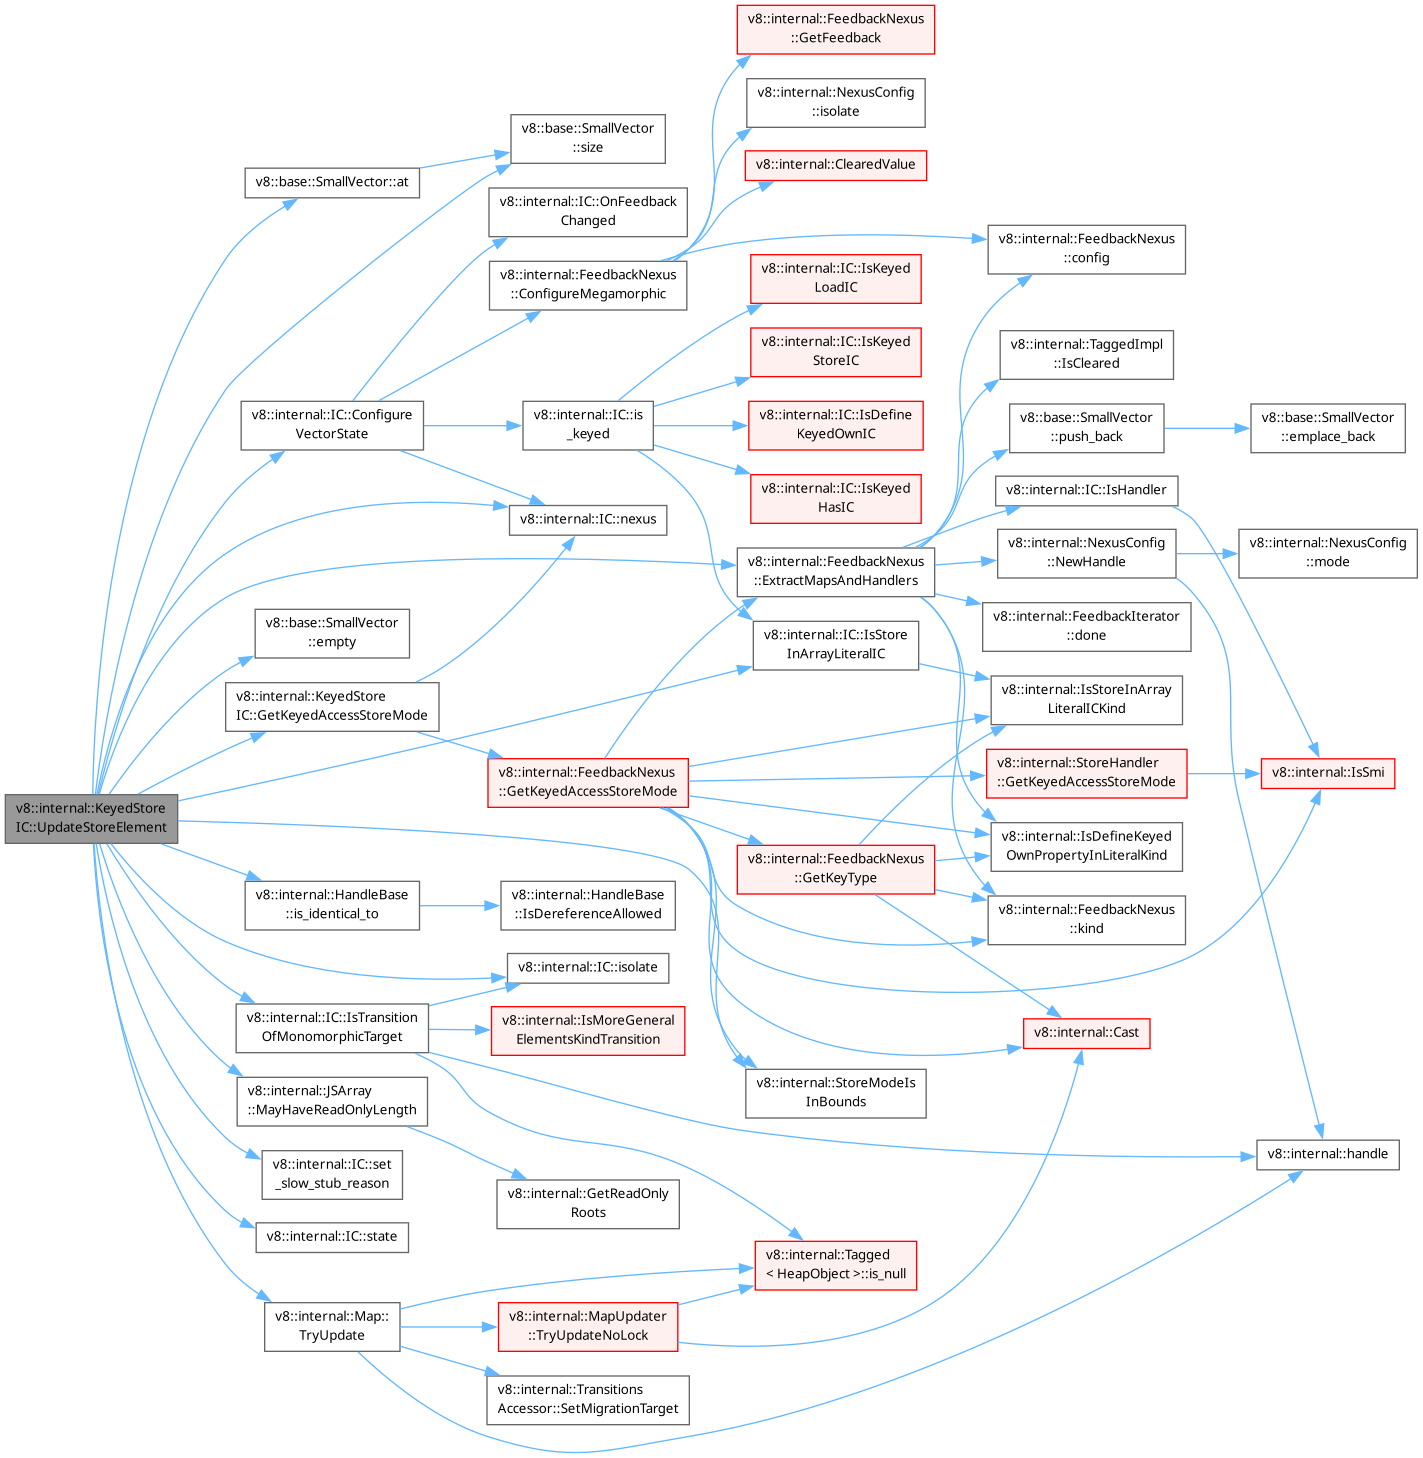 v8::internal::KeyedStore
IC::UpdateStoreElement
v8::base::SmallVector::at
v8::base::SmallVector
::size
v8::internal::IC::Configure
VectorState
v8::internal::IC::OnFeedback
Changed
v8::internal::FeedbackNexus
::ConfigureMegamorphic
v8::internal::FeedbackNexus
::GetFeedback
v8::internal::NexusConfig
::isolate
v8::internal::ClearedValue
v8::internal::FeedbackNexus
::config
v8::internal::IC::is
_keyed
v8::internal::IC::IsKeyed
LoadIC
v8::internal::IC::IsKeyed
StoreIC
v8::internal::IC::IsDefine
KeyedOwnIC
v8::internal::IC::IsKeyed
HasIC
v8::internal::IC::IsStore
InArrayLiteralIC
v8::internal::IsStoreInArray
LiteralICKind
v8::internal::IC::nexus
v8::base::SmallVector
::empty
v8::internal::FeedbackNexus
::ExtractMapsAndHandlers
v8::internal::TaggedImpl
::IsCleared
v8::base::SmallVector
::push_back
v8::base::SmallVector
::emplace_back
v8::internal::IC::IsHandler
v8::internal::IsSmi
v8::internal::NexusConfig
::NewHandle
v8::internal::NexusConfig
::mode
v8::internal::handle
v8::internal::FeedbackIterator
::done
v8::internal::IsDefineKeyed
OwnPropertyInLiteralKind
v8::internal::FeedbackNexus
::kind
v8::internal::KeyedStore
IC::GetKeyedAccessStoreMode
v8::internal::FeedbackNexus
::GetKeyedAccessStoreMode
v8::internal::StoreHandler
::GetKeyedAccessStoreMode
v8::internal::FeedbackNexus
::GetKeyType
v8::internal::Cast
v8::internal::StoreModeIs
InBounds
v8::internal::HandleBase
::is_identical_to
v8::internal::HandleBase
::IsDereferenceAllowed
v8::internal::IC::isolate
v8::internal::IC::IsTransition
OfMonomorphicTarget
v8::internal::IsMoreGeneral
ElementsKindTransition
v8::internal::Tagged
< HeapObject >::is_null
v8::internal::JSArray
::MayHaveReadOnlyLength
v8::internal::GetReadOnly
Roots
v8::internal::IC::set
_slow_stub_reason
v8::internal::IC::state
v8::internal::Map::
TryUpdate
v8::internal::MapUpdater
::TryUpdateNoLock
v8::internal::Transitions
Accessor::SetMigrationTarget